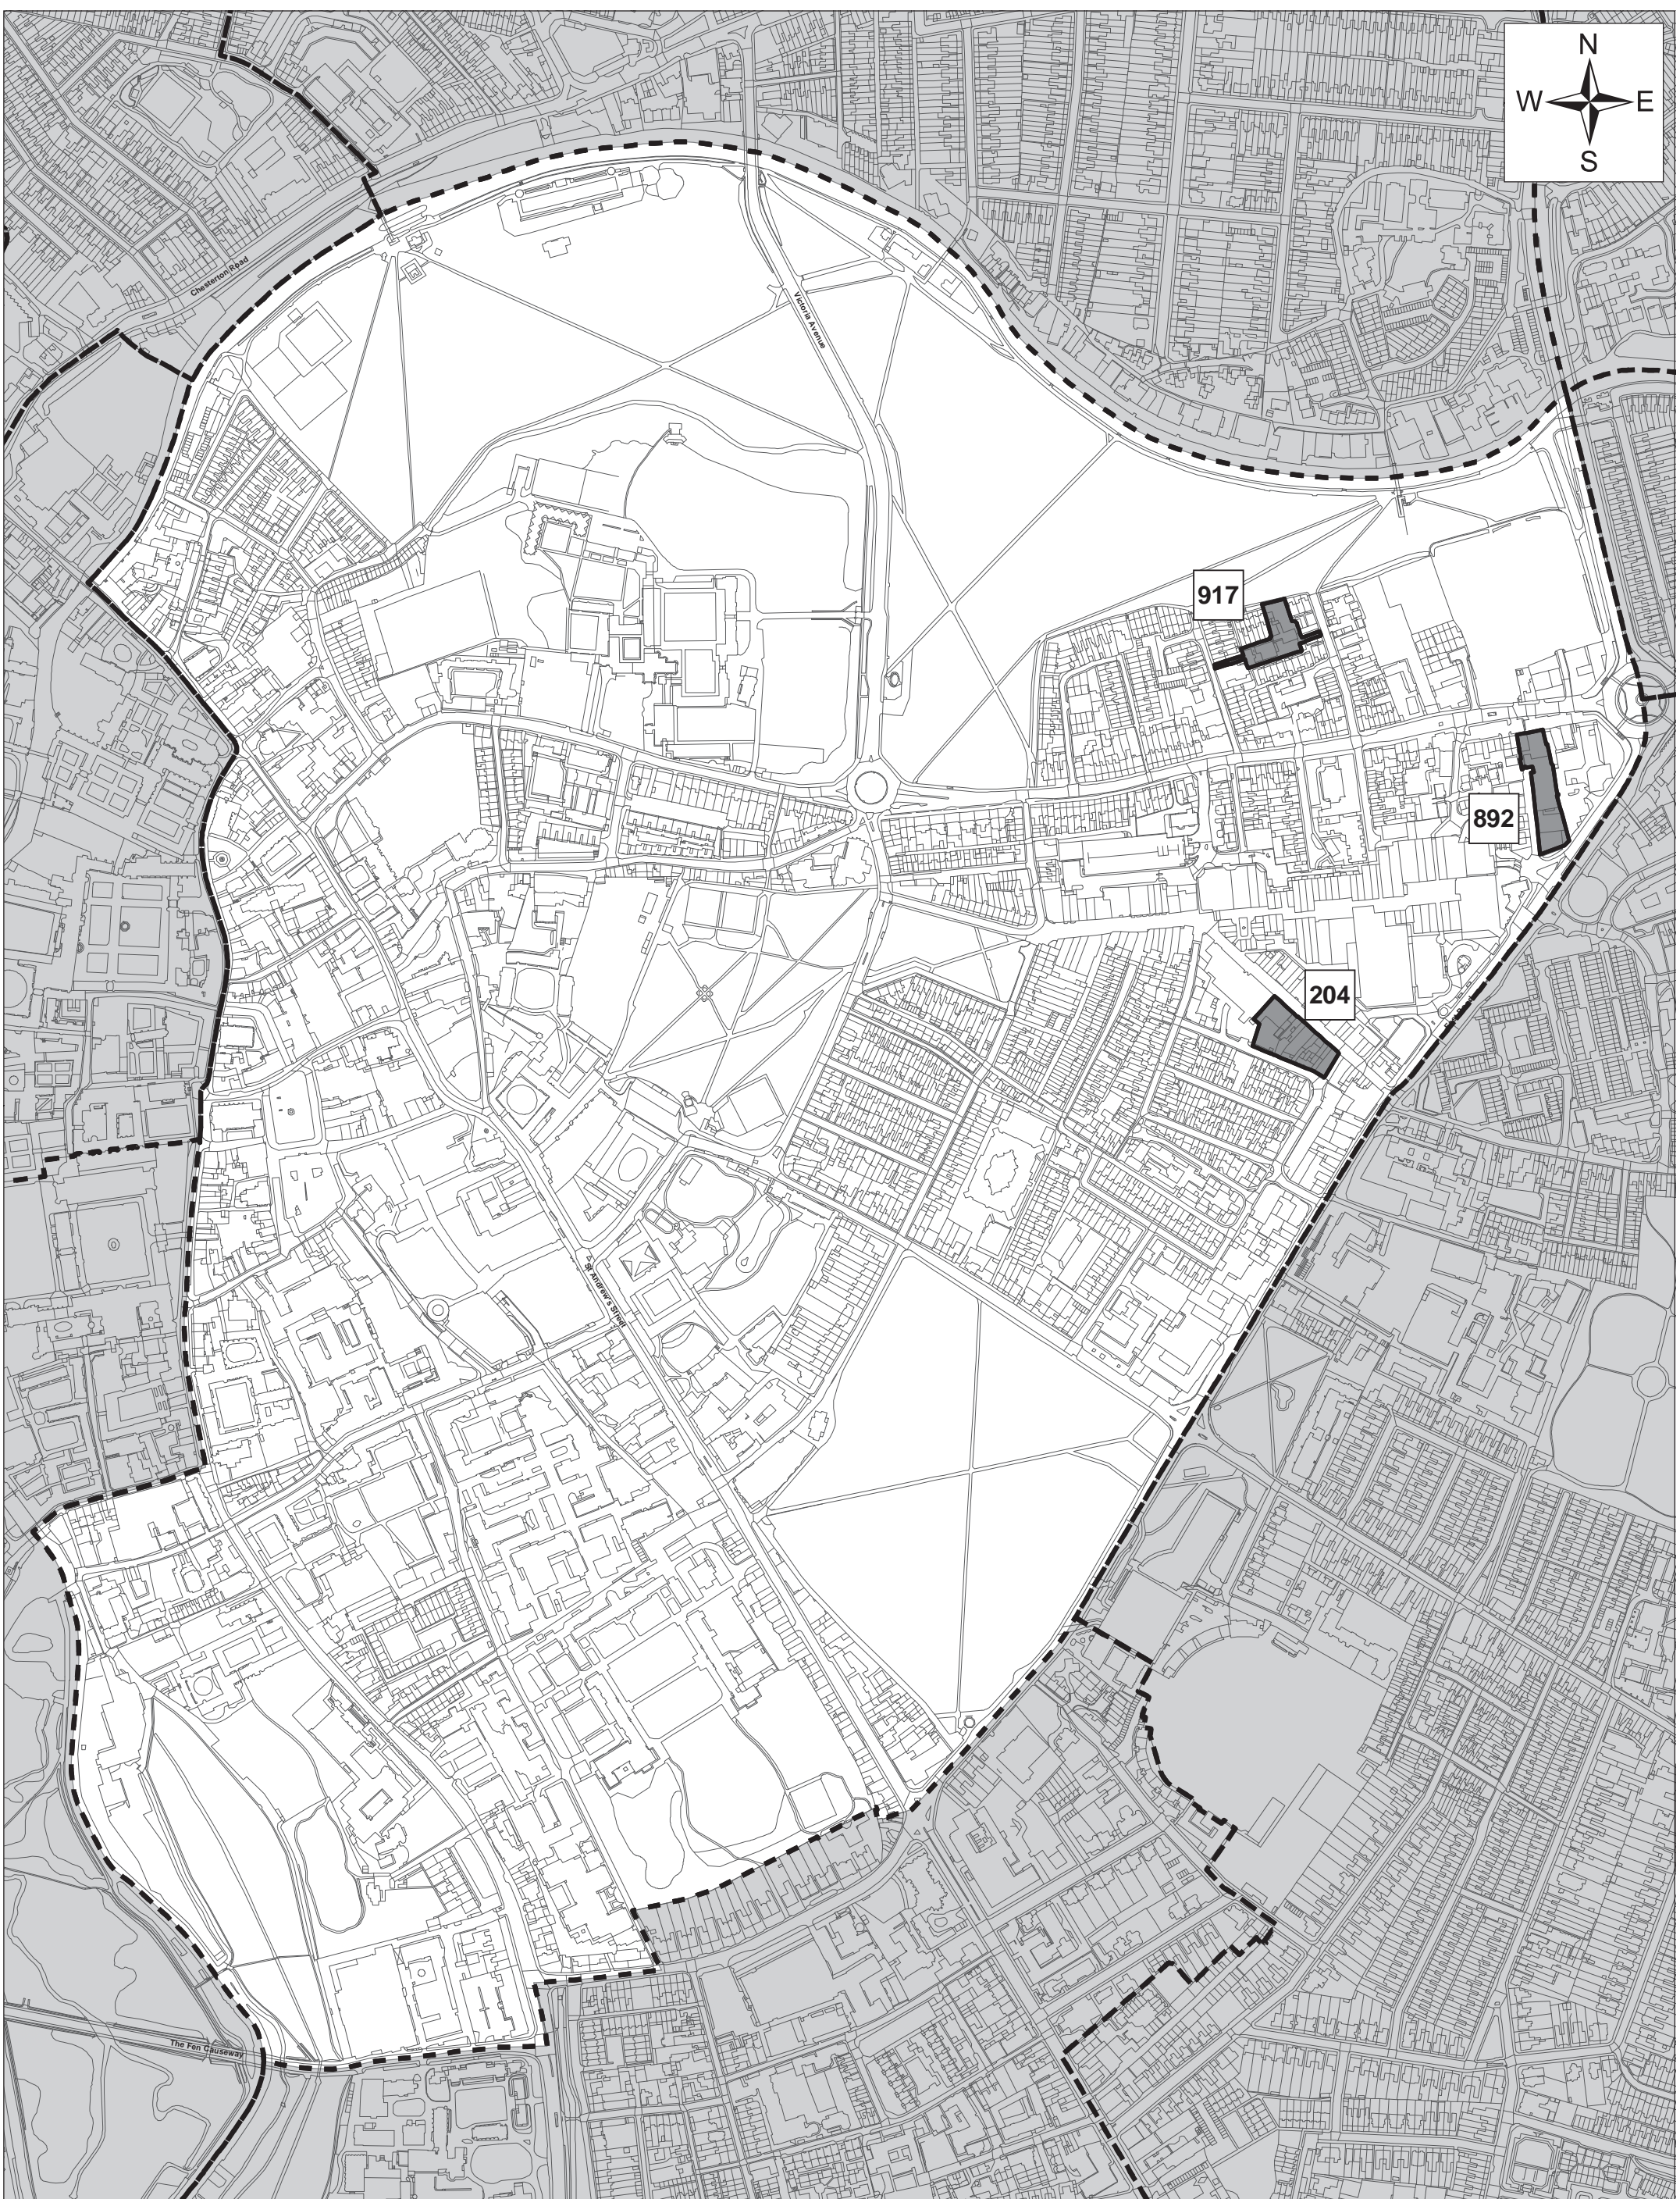 N
W E
S
Chesterton Road
Victoria Avenue
917
892
204
St Andrew's Street
The Fen Causeway